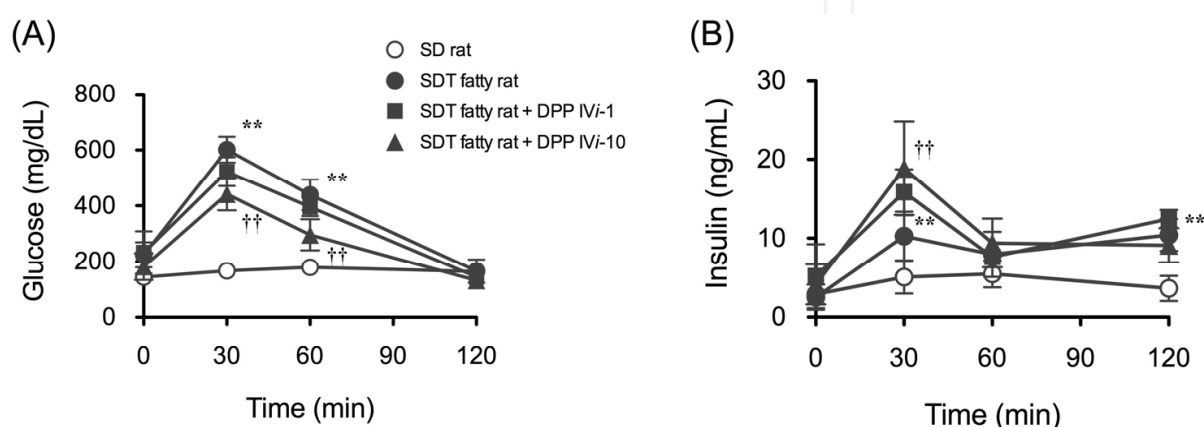 (A)
SD rat
SDT fatty rat
SDT fatty rat + DPP IVi-1
SDT fatty rat + DPP IVi-10
Glucose (mg/dL)
800
600
400
200
0
**
**
††
††
0 30 60 90 120
Time (min)
(B)
Insulin (ng/mL)
30
20
10
0
††
**
**
0 30 60 90 120
Time (min)